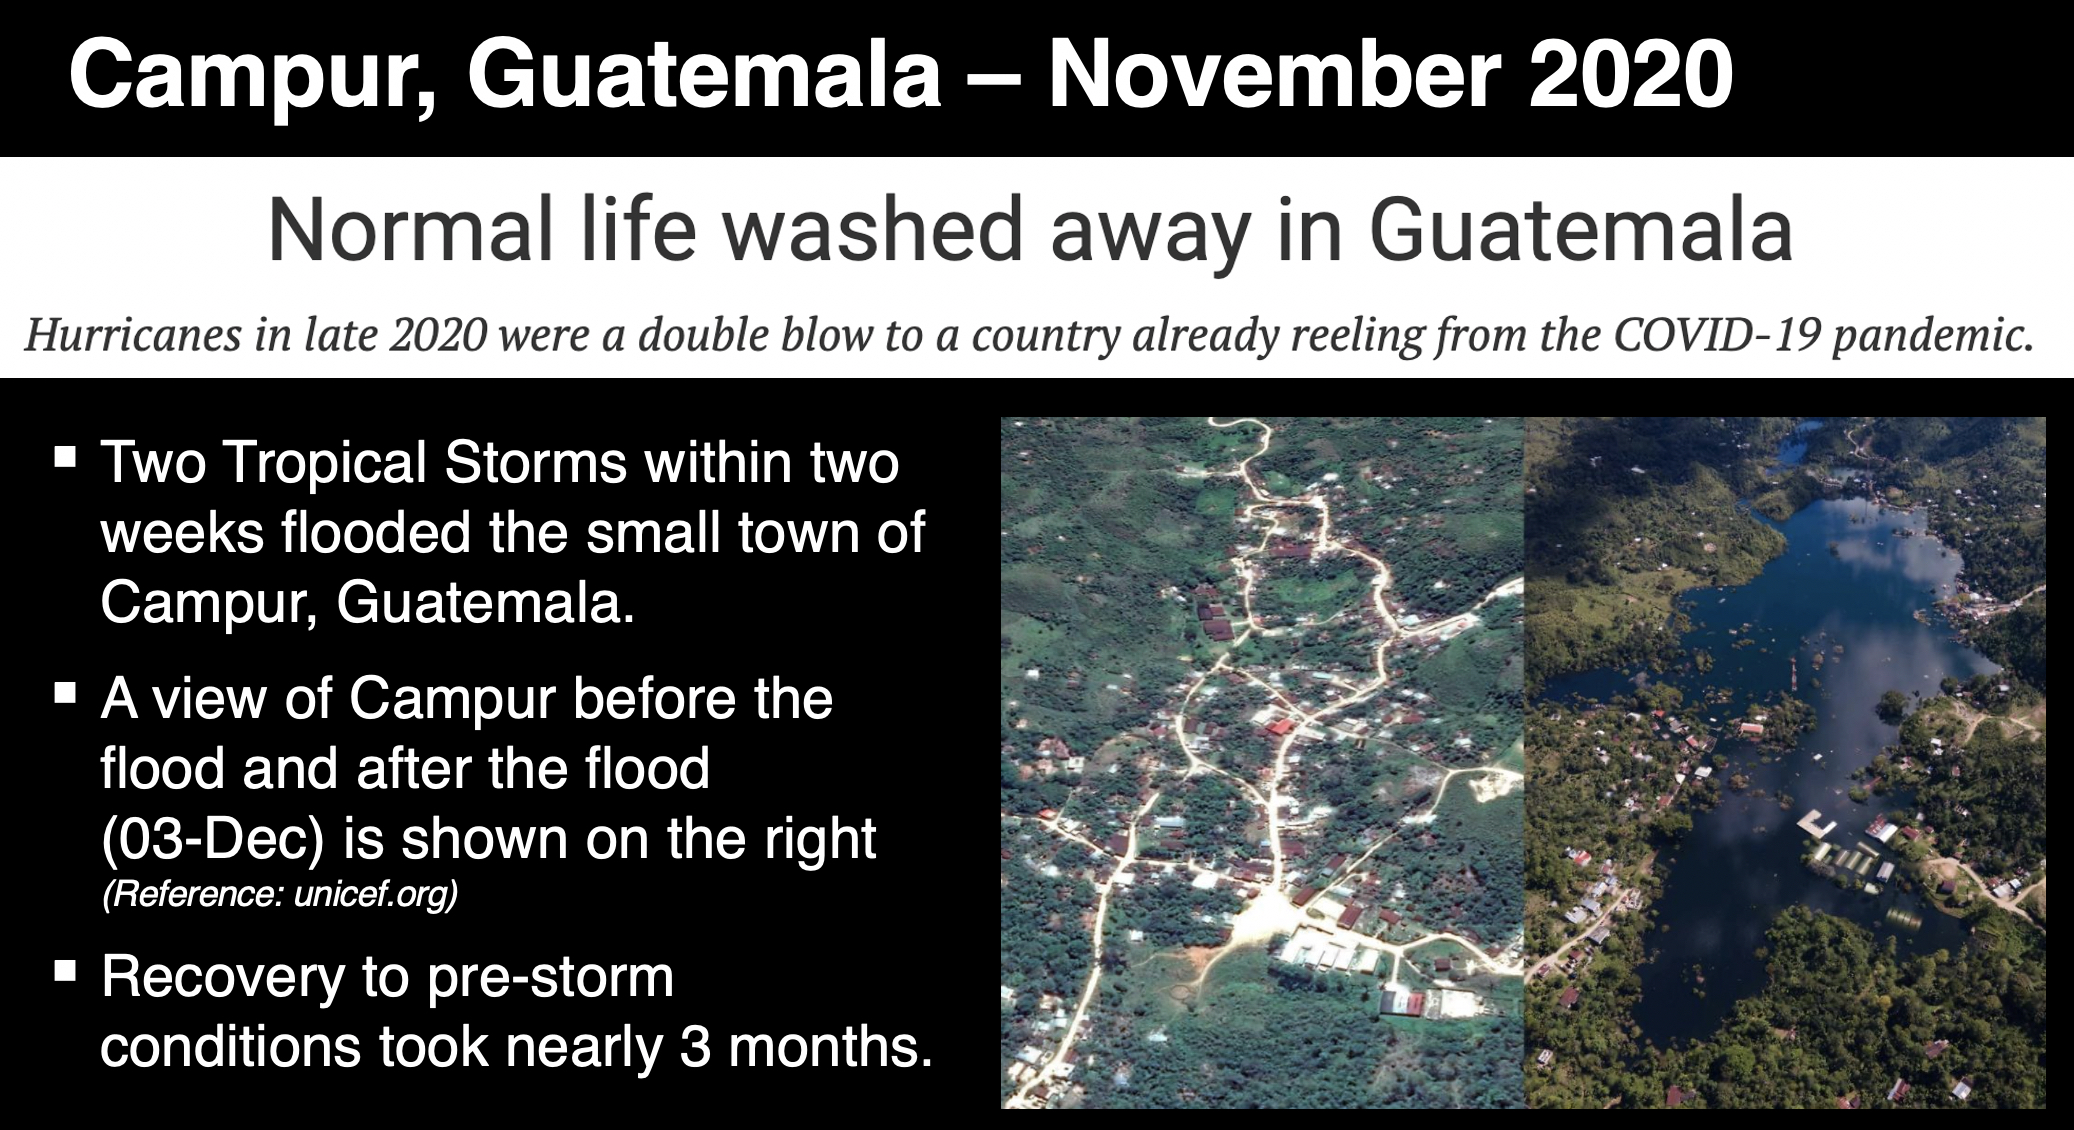 Campur, Guatemala – November 2020
Normal life washed away in Guatemala
Hurricanes in late 2020 were a double blow to a country already reeling from the COVID-19 pandemic.
▪ Two Tropical Storms within two
weeks flooded the small town of
Campur, Guatemala.
▪ A view of Campur before the
flood and after the flood
(03-Dec) is shown on the right
(Reference: unicef.org)
▪ Recovery to pre-storm
conditions took nearly 3 months.